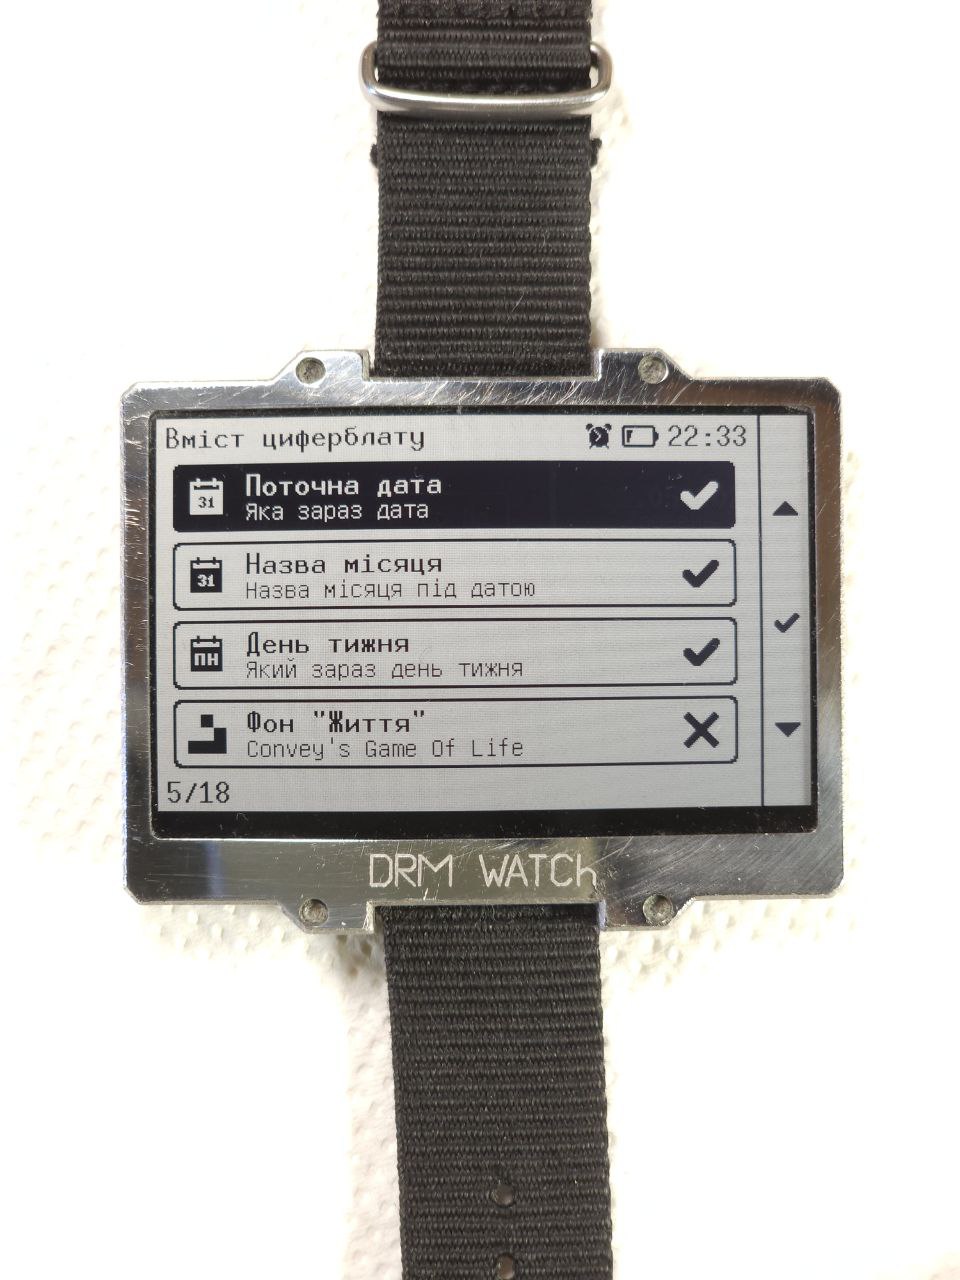 Вміст циферблату 22:33
31
Поточна дата
Яка зараз дата
31
Назва місяця
Назва місяця під датою
ПН
День тижня
Який зараз день тижня
Фон "Життя"
Convey's Game Of Life
5/18
DRM WATCh